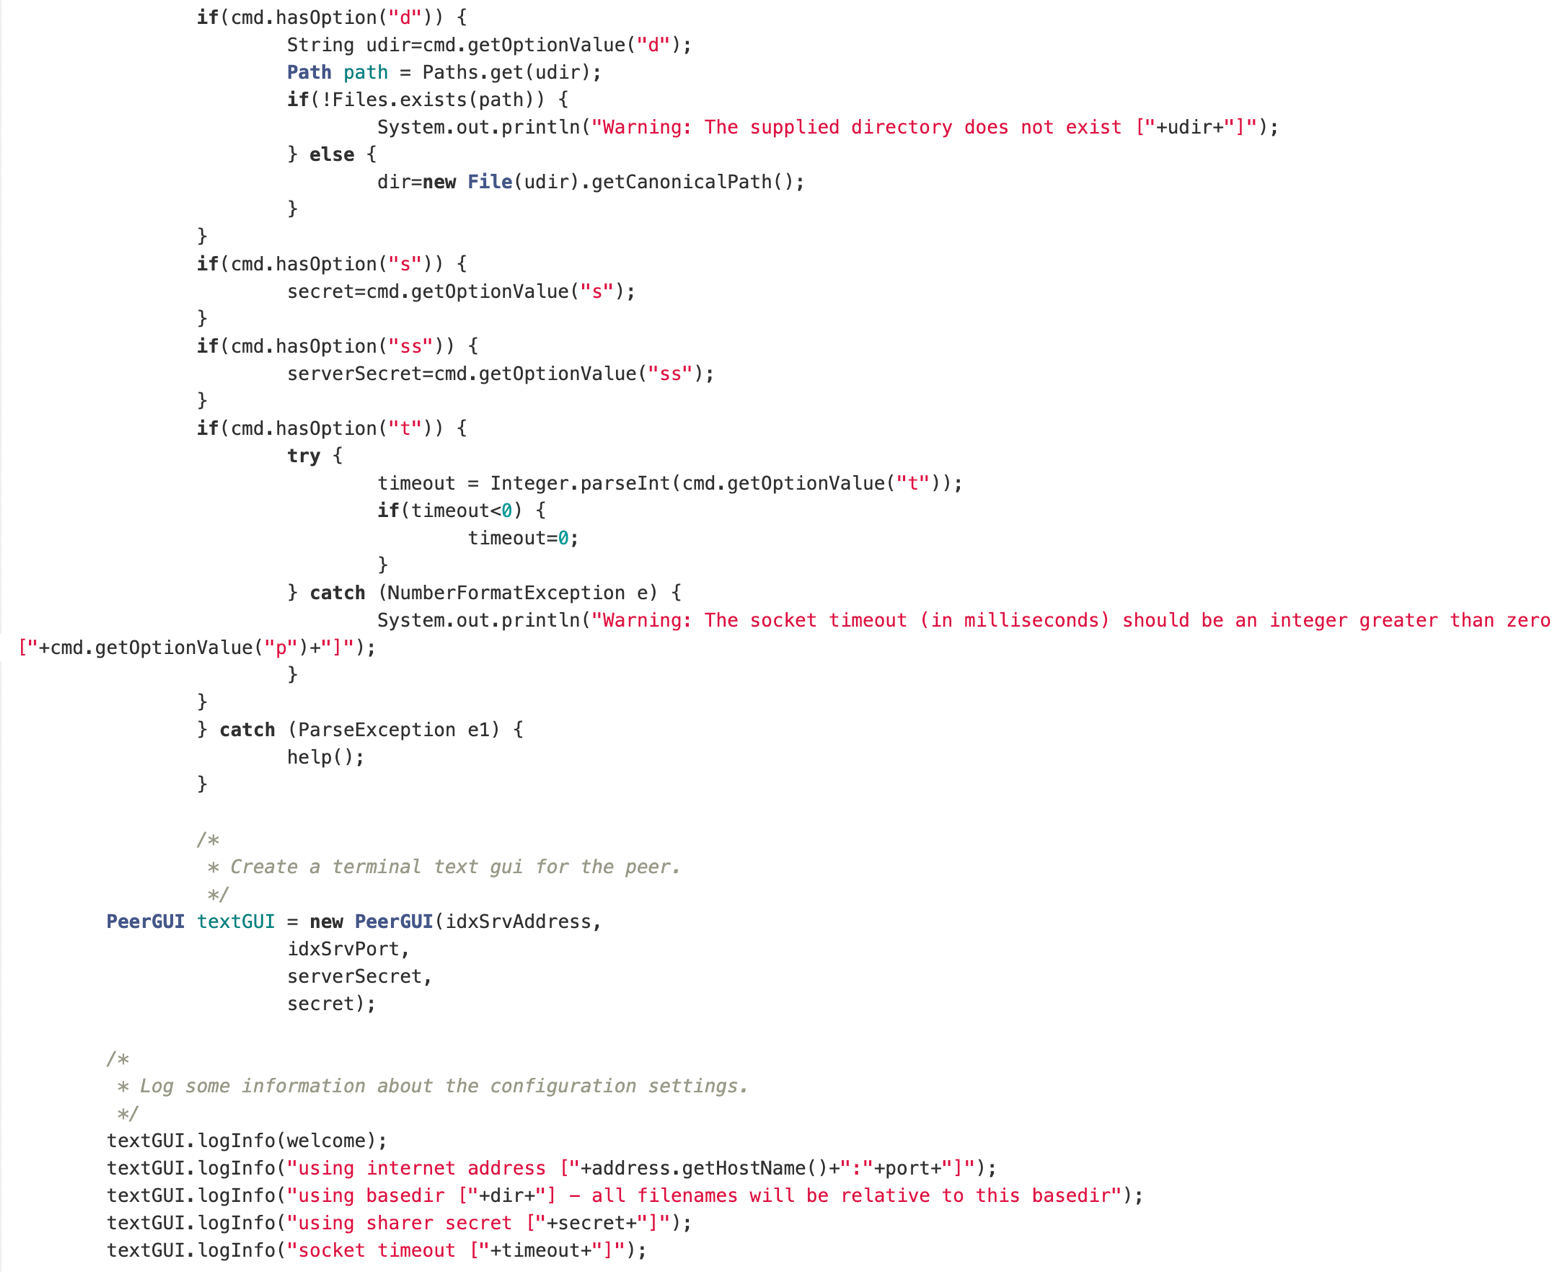 if(cmd.hasOption("d")) {
String udir=cmd.getOptionValue("d");
Path path = Paths.get(udir);
if(!Files.exists(path)) {
System.out.println("Warning: The supplied directory does not exist ["+udir+"]");
} else {
dir=new File(udir).getCanonicalPath();
}
}
if(cmd.hasOption("s")) {
secret=cmd.getOptionValue("s");
}
if(cmd.hasOption("ss")) {
serverSecret=cmd.getOptionValue("ss");
}
if(cmd.hasOption("t")) {
try {
timeout = Integer.parseInt(cmd.getOptionValue("t"));
if(timeout<0) {
timeout=0;
}
} catch (NumberFormatException e) {
System.out.println("Warning: The socket timeout (in milliseconds) should be an integer greater than zero
["+cmd.getOptionValue("p")+"]");
}
}
} catch (ParseException e1) {
help();
}
/*
* Create a terminal text gui for the peer.
*/
PeerGUI textGUI = new PeerGUI(idxSrvAddress,
idxSrvPort,
serverSecret,
secret);
/*
* Log some information about the configuration settings.
*/
textGUI.logInfo(welcome);
textGUI.logInfo("using internet address ["+address.getHostName()+":"+port+"]");
textGUI.logInfo("using basedir ["+dir+"] – all filenames will be relative to this basedir");
textGUI.logInfo("using sharer secret ["+secret+"]");
textGUI.logInfo("socket timeout ["+timeout+"]");